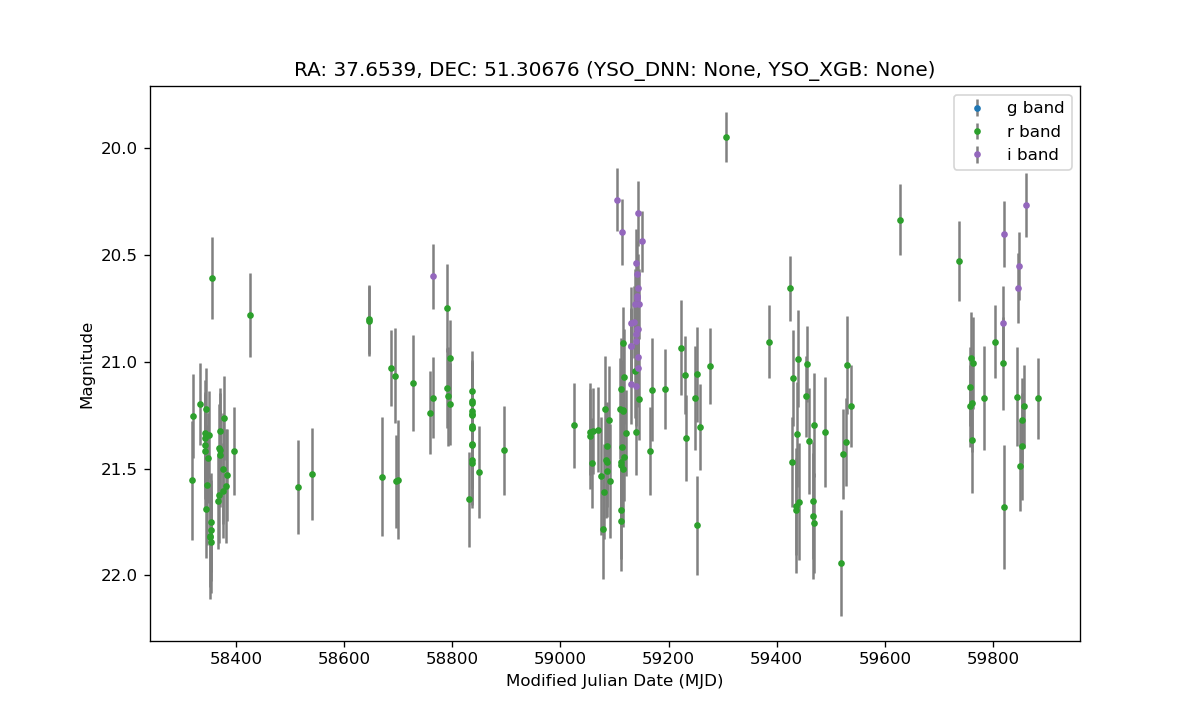 RA: 37.6539, DEC: 51.30676 (YSO_DNN: None, YSO_XGB: None)
g band
r band
i band
20.0
20.5
21.0
21.5
22.0
Magnitude
58400 58600 58800 59000 59200 59400 59600 59800
Modified Julian Date (MJD)